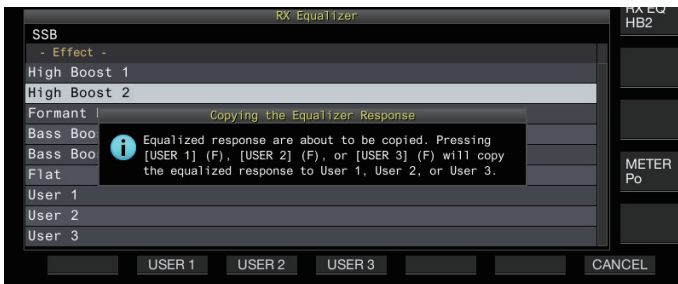 RX Equalizer
RX EQ
HB2
SSB
- Effect -
High Boost 1
High Boost 2
Formant
Copying the Equalizer Response
Bass Boo
Equalized response are about to be copied. Pressing
[USER 1] (F), [USER 2] (F), or [USER 3] (F) will copy
the equalized response to User 1, User 2, or User 3.
Bass Boo
Flat
METER
Po
User 1
User 2
User 3
USER 1 USER 2 USER 3 CANCEL